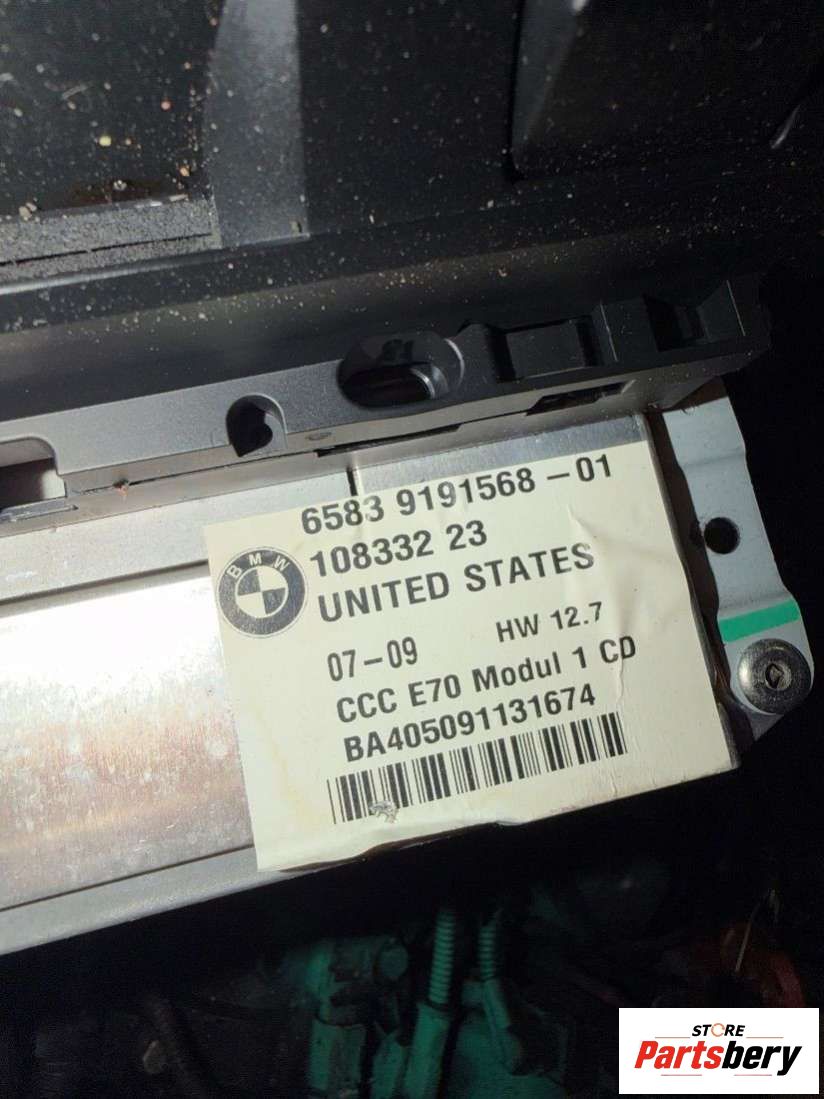 6583 9191568-01
108332 23
UNITED STATES
BMW
07-09 HW 12.7
CCC E70 Modul 1 CD
BA405091131674
STORE
Partsbery